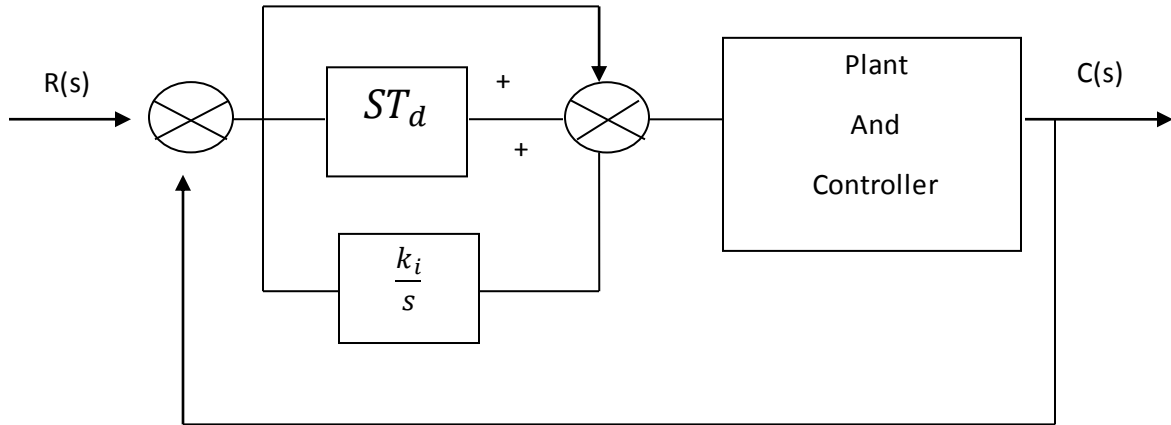 R(s)
ST_d
+
+
k_i/s
Plant
And
Controller
C(s)